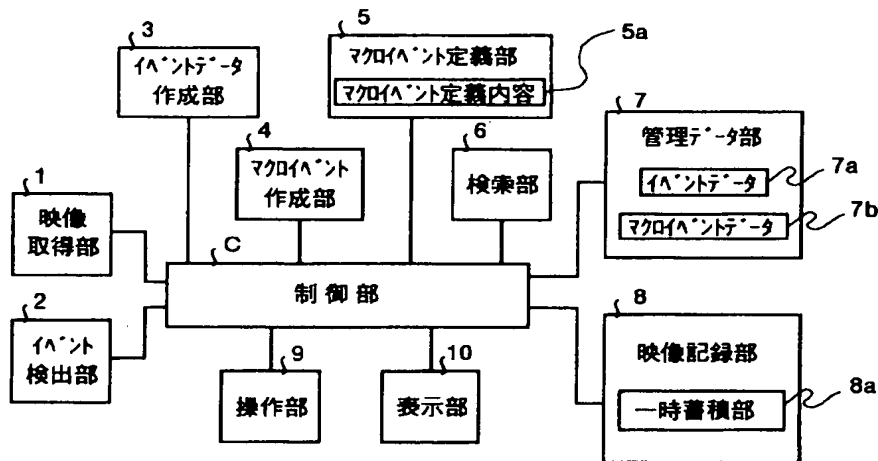 3
イベントデータ
作成部
5
マクロイベント定義部
マクロイベント定義内容
5a
4
マクロイベント
作成部
6
検索部
7
管理データ部
イベントデータ
7a
マクロイベントデータ
7b
1
映像
取得部
C
制御部
2
イベント
検出部
9
操作部
10
表示部
8
映像記録部
一時蓄積部
8a